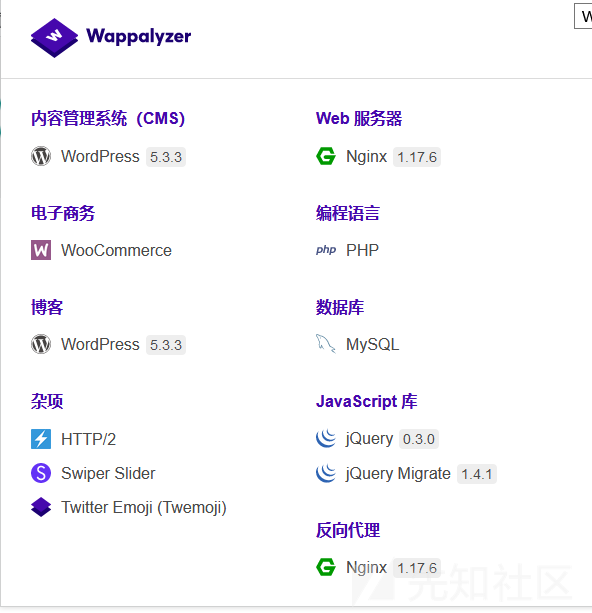 W
Wappalyzer
内容管理系统（CMS）
WordPress 5.3.3
电子商务
WooCommerce
博客
WordPress 5.3.3
杂项
HTTP/2
Swiper Slider
Twitter Emoji (Twemoji)
Web 服务器
Nginx 1.17.6
编程语言
php PHP
数据库
MySQL
JavaScript 库
jQuery 0.3.0
jQuery Migrate 1.4.1
反向代理
Nginx 1.17.6
先知社区